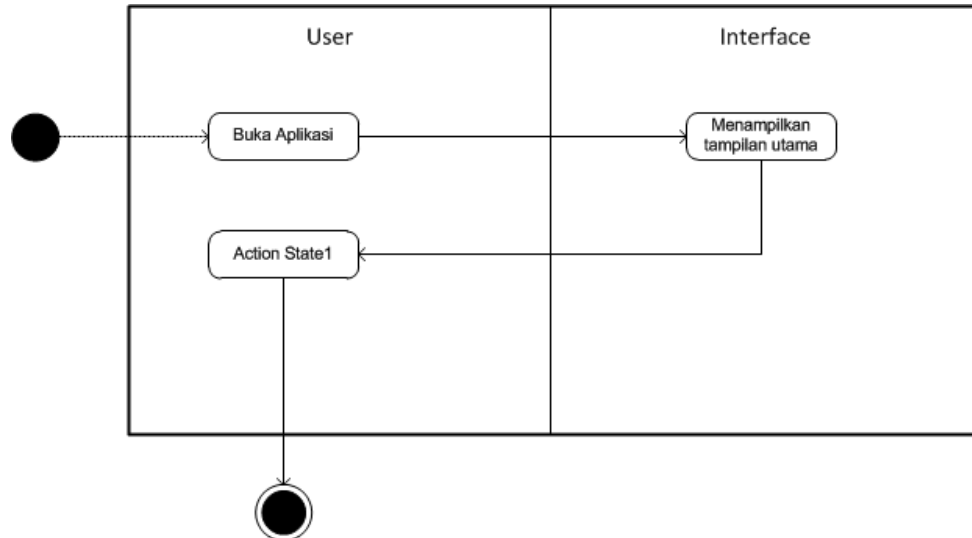 User
Interface
Buka Aplikasi
Menampilkan
tampilan utama
Action State1